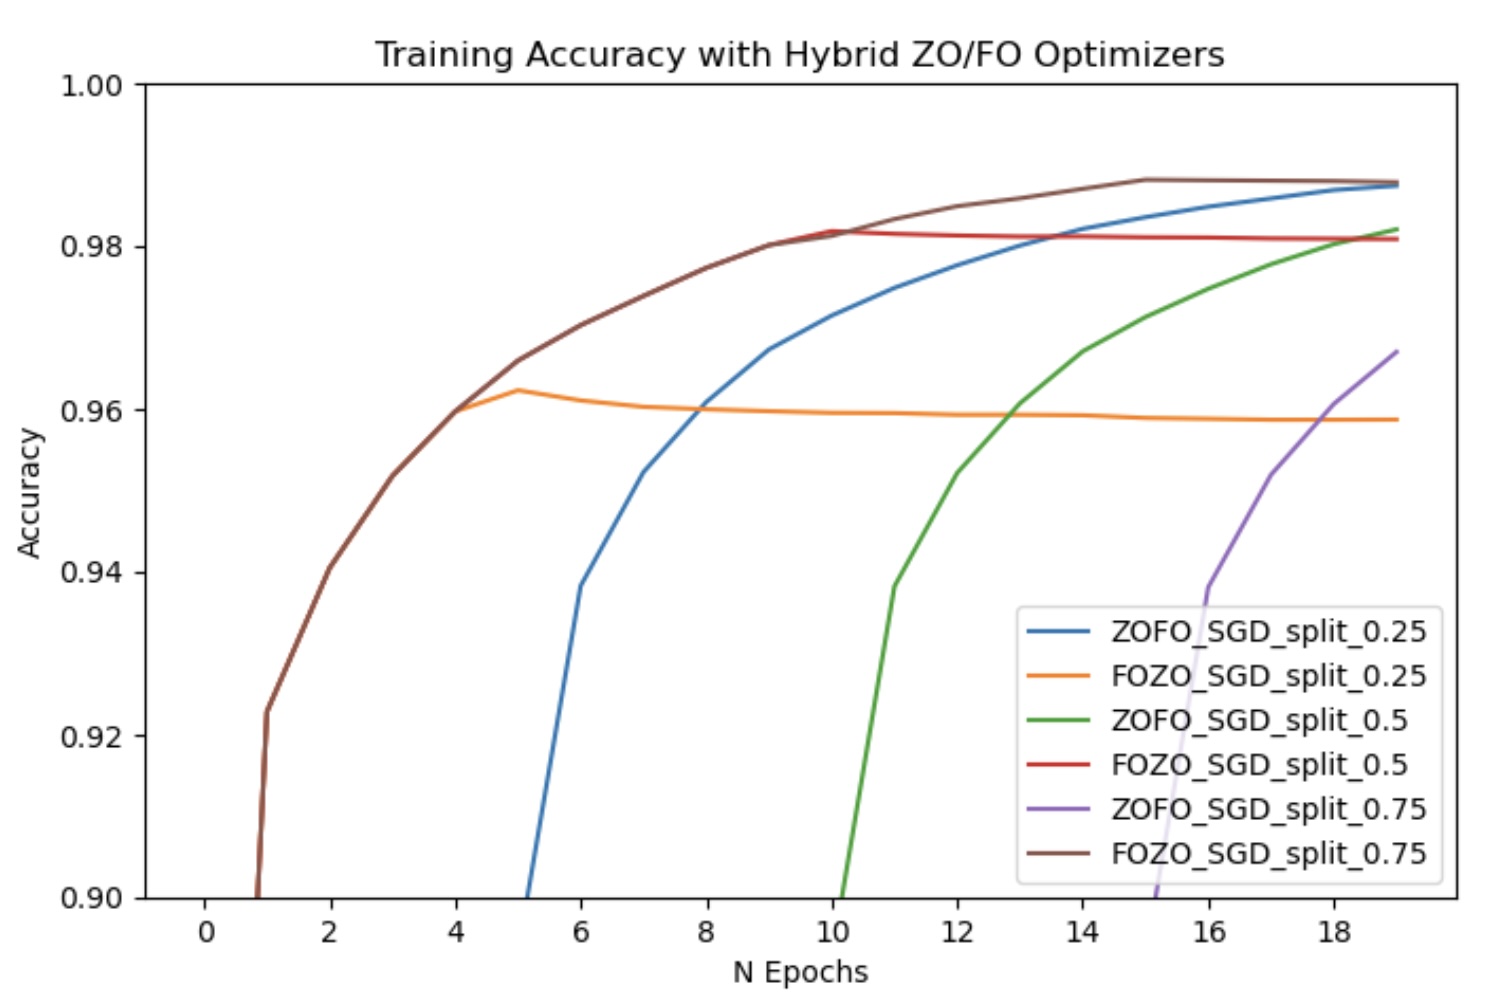 Training Accuracy with Hybrid ZO/FO Optimizers
1.00
0.98
0.96
0.94
0.92
0.90
Accuracy
ZOFO_SGD_split_0.25
FOZO_SGD_split_0.25
ZOFO_SGD_split_0.5
FOZO_SGD_split_0.5
ZOFO_SGD_split_0.75
FOZO_SGD_split_0.75
0 2 4 6 8 10 12 14 16 18
N Epochs